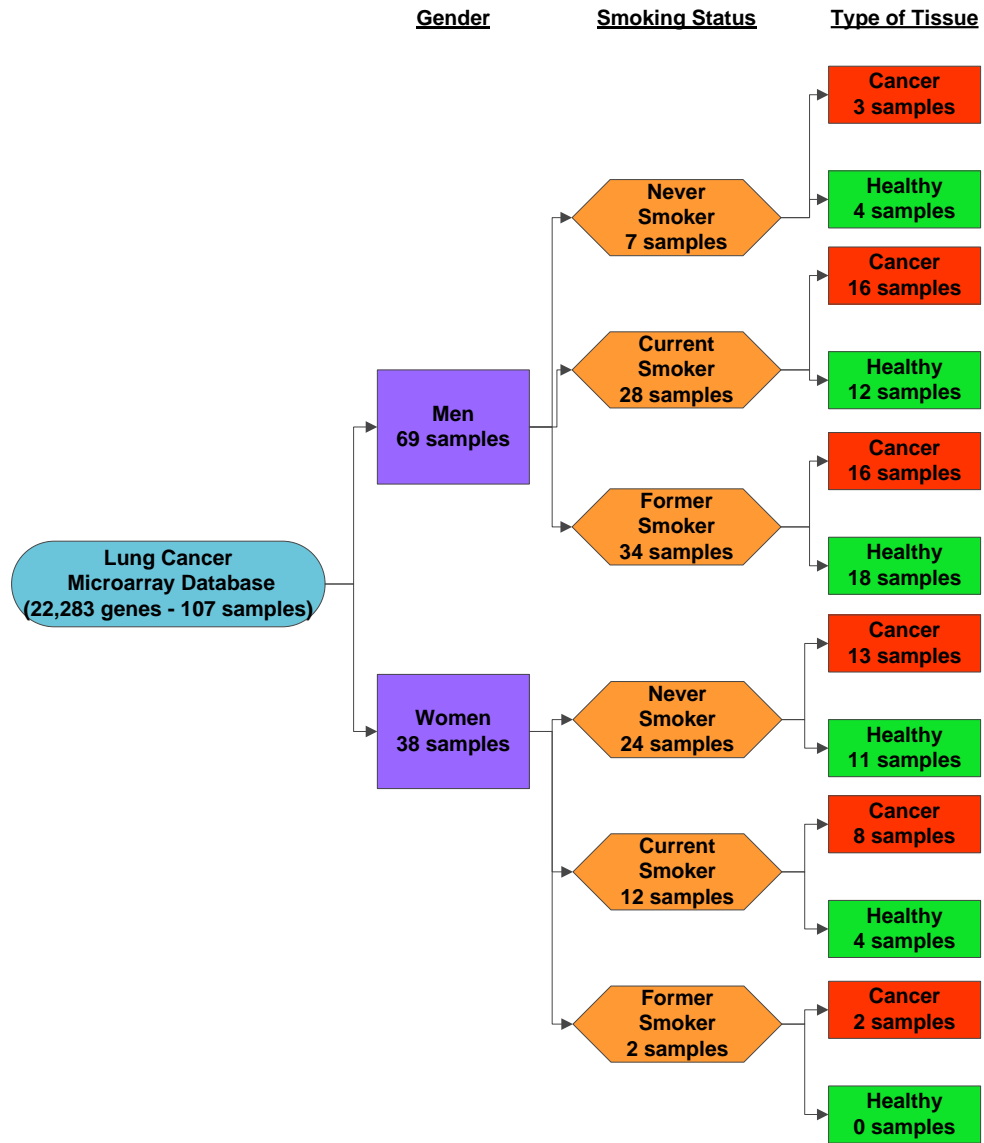 Gender
Smoking Status
Type of Tissue
Cancer
3 samples
Never
Smoker
7 samples
Healthy
4 samples
Cancer
16 samples
Current
Smoker
28 samples
Healthy
12 samples
Men
69 samples
Cancer
16 samples
Former
Smoker
34 samples
Healthy
18 samples
Lung Cancer
Microarray Database
(22,283 genes - 107 samples)
Cancer
13 samples
Never
Smoker
24 samples
Healthy
11 samples
Women
38 samples
Cancer
8 samples
Current
Smoker
12 samples
Healthy
4 samples
Cancer
2 samples
Former
Smoker
2 samples
Healthy
0 samples